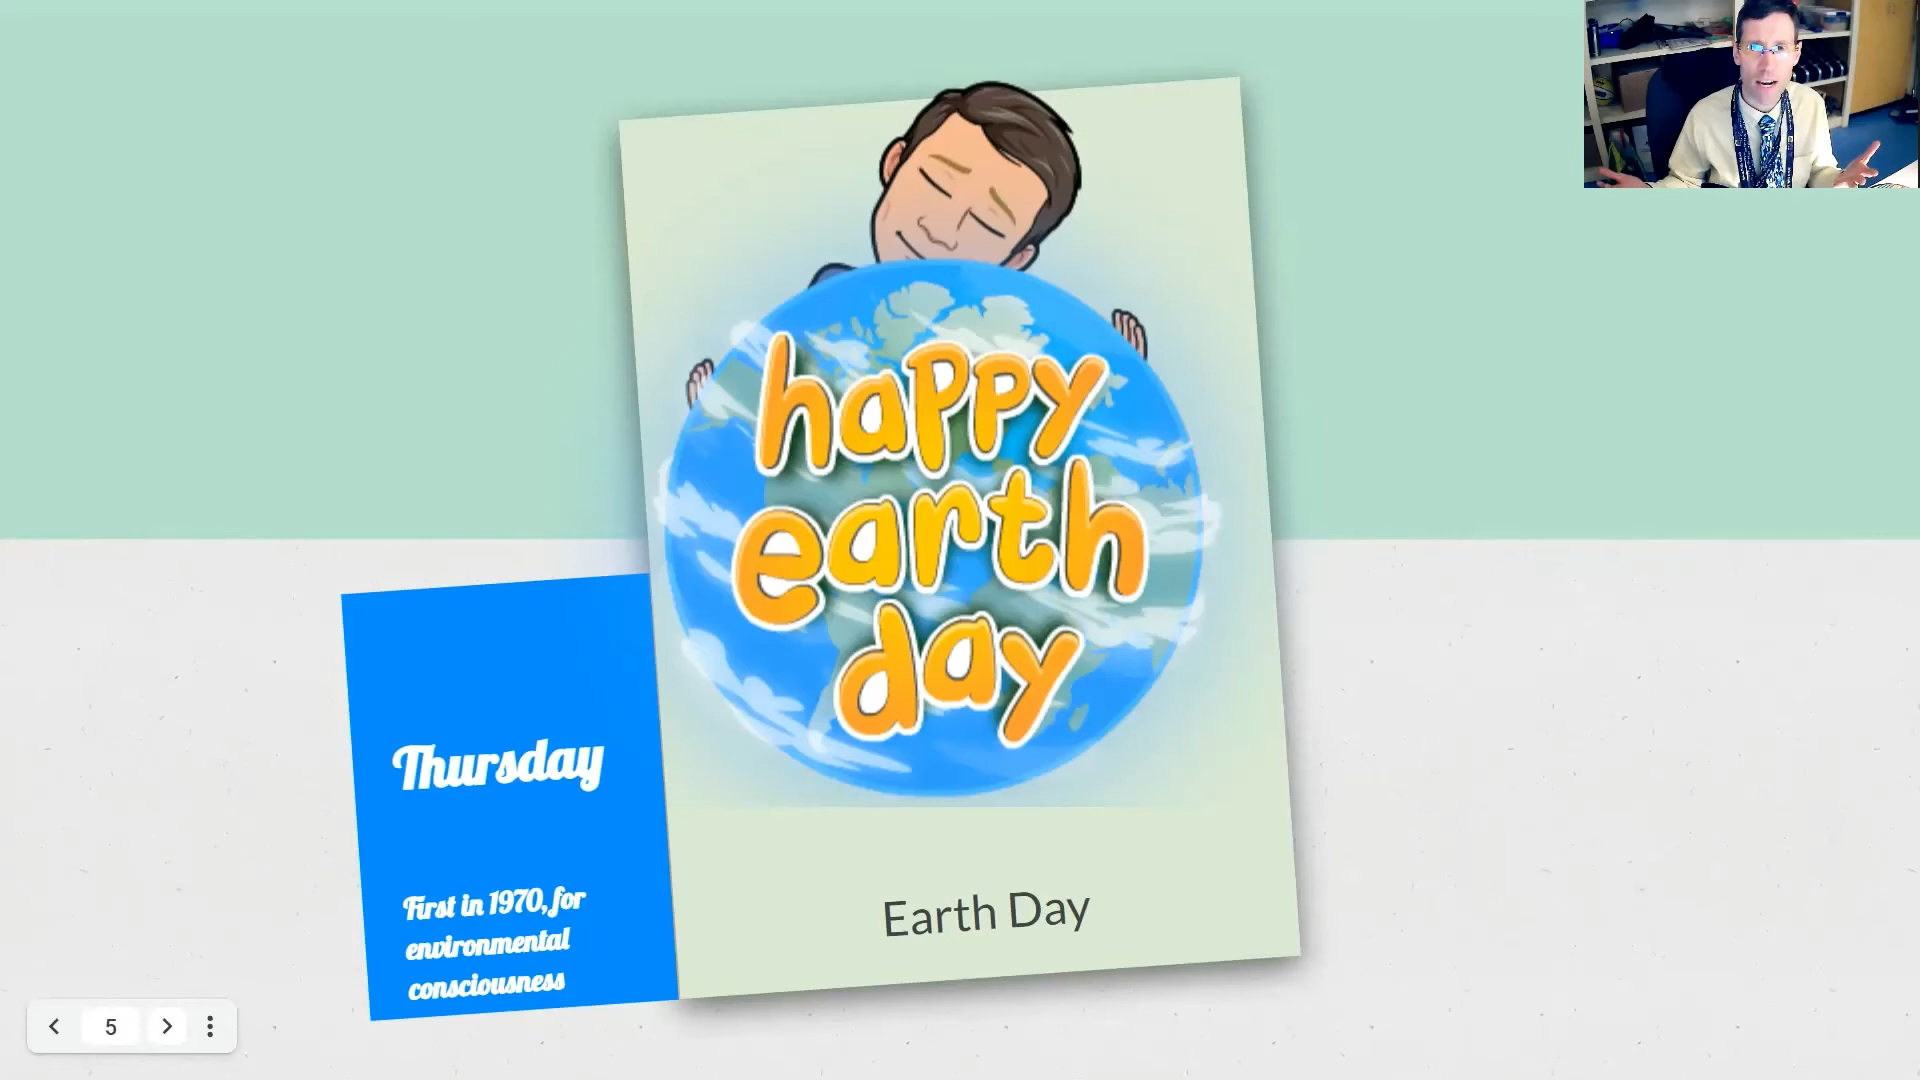 happy
earth
day
Thursday
First in 1970, for
environmental
consciousness
Earth Day
5